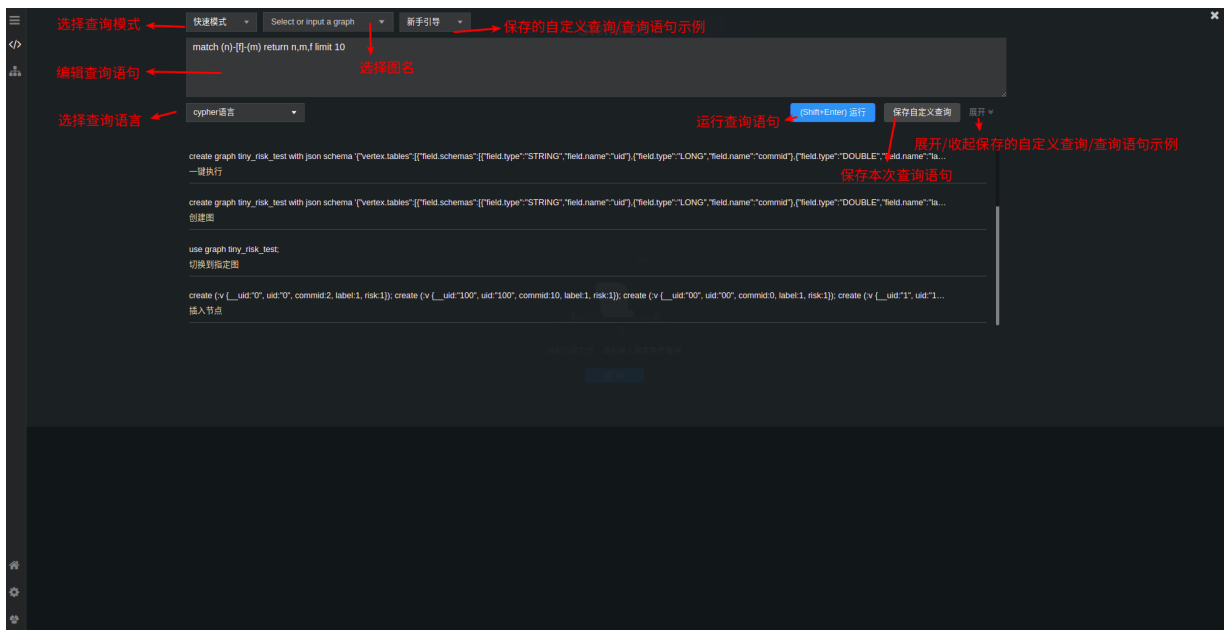 选择查询模式
快速模式
Select or input a graph
新手引导
保存的自定义查询/查询语句示例
match (n)-[f]-(m) return n,m,f limit 10
编辑查询语句
选择图名
选择查询语言
cypher语言
运行查询语句
(Shift+Enter) 运行
保存自定义查询
展开
展开/收起保存的自定义查询/查询语句示例
保存本次查询语句
create graph tiny_risk_test with json schema '{"vertex.tables":[{"field.schemas":[{"field.type":"STRING","field.name":"uid"},{"field.type":"LONG","field.name":"commid"},{"field.type":"DOUBLE","field.name":"la…
一键执行
create graph tiny_risk_test with json schema '{"vertex.tables":[{"field.schemas":[{"field.type":"STRING","field.name":"uid"},{"field.type":"LONG","field.name":"commid"},{"field.type":"DOUBLE","field.name":"la…
创建图
use graph tiny_risk_test;
切换到指定图
create (:v {__uid:"0", uid:"0", commid:2, label:1, risk:1}); create (:v {__uid:"100", uid:"100", commid:10, label:1, risk:1}); create (:v {__uid:"00", uid:"00", commid:0, label:1, risk:1}); create (:v {__uid:"1", uid:"1…
插入节点